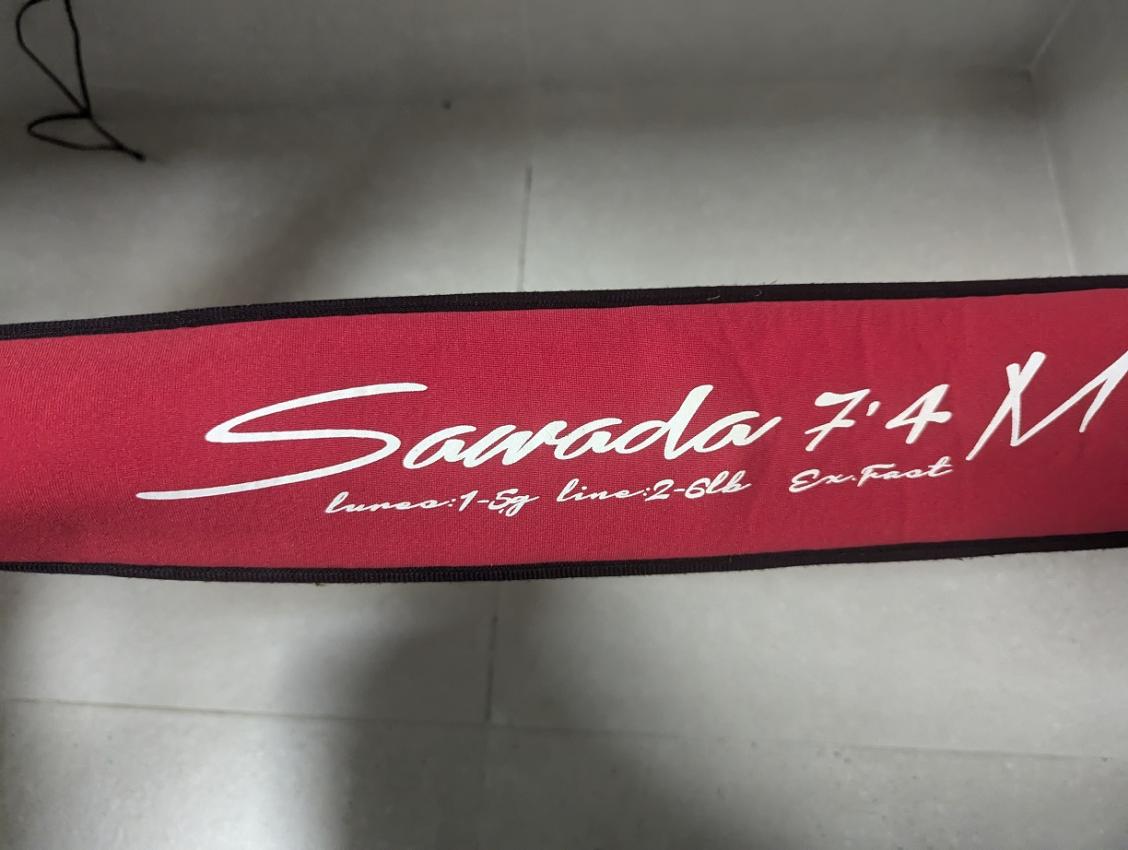 Sawada 7'4 M
lures:1-5g line:2-6lb Ex.Fast